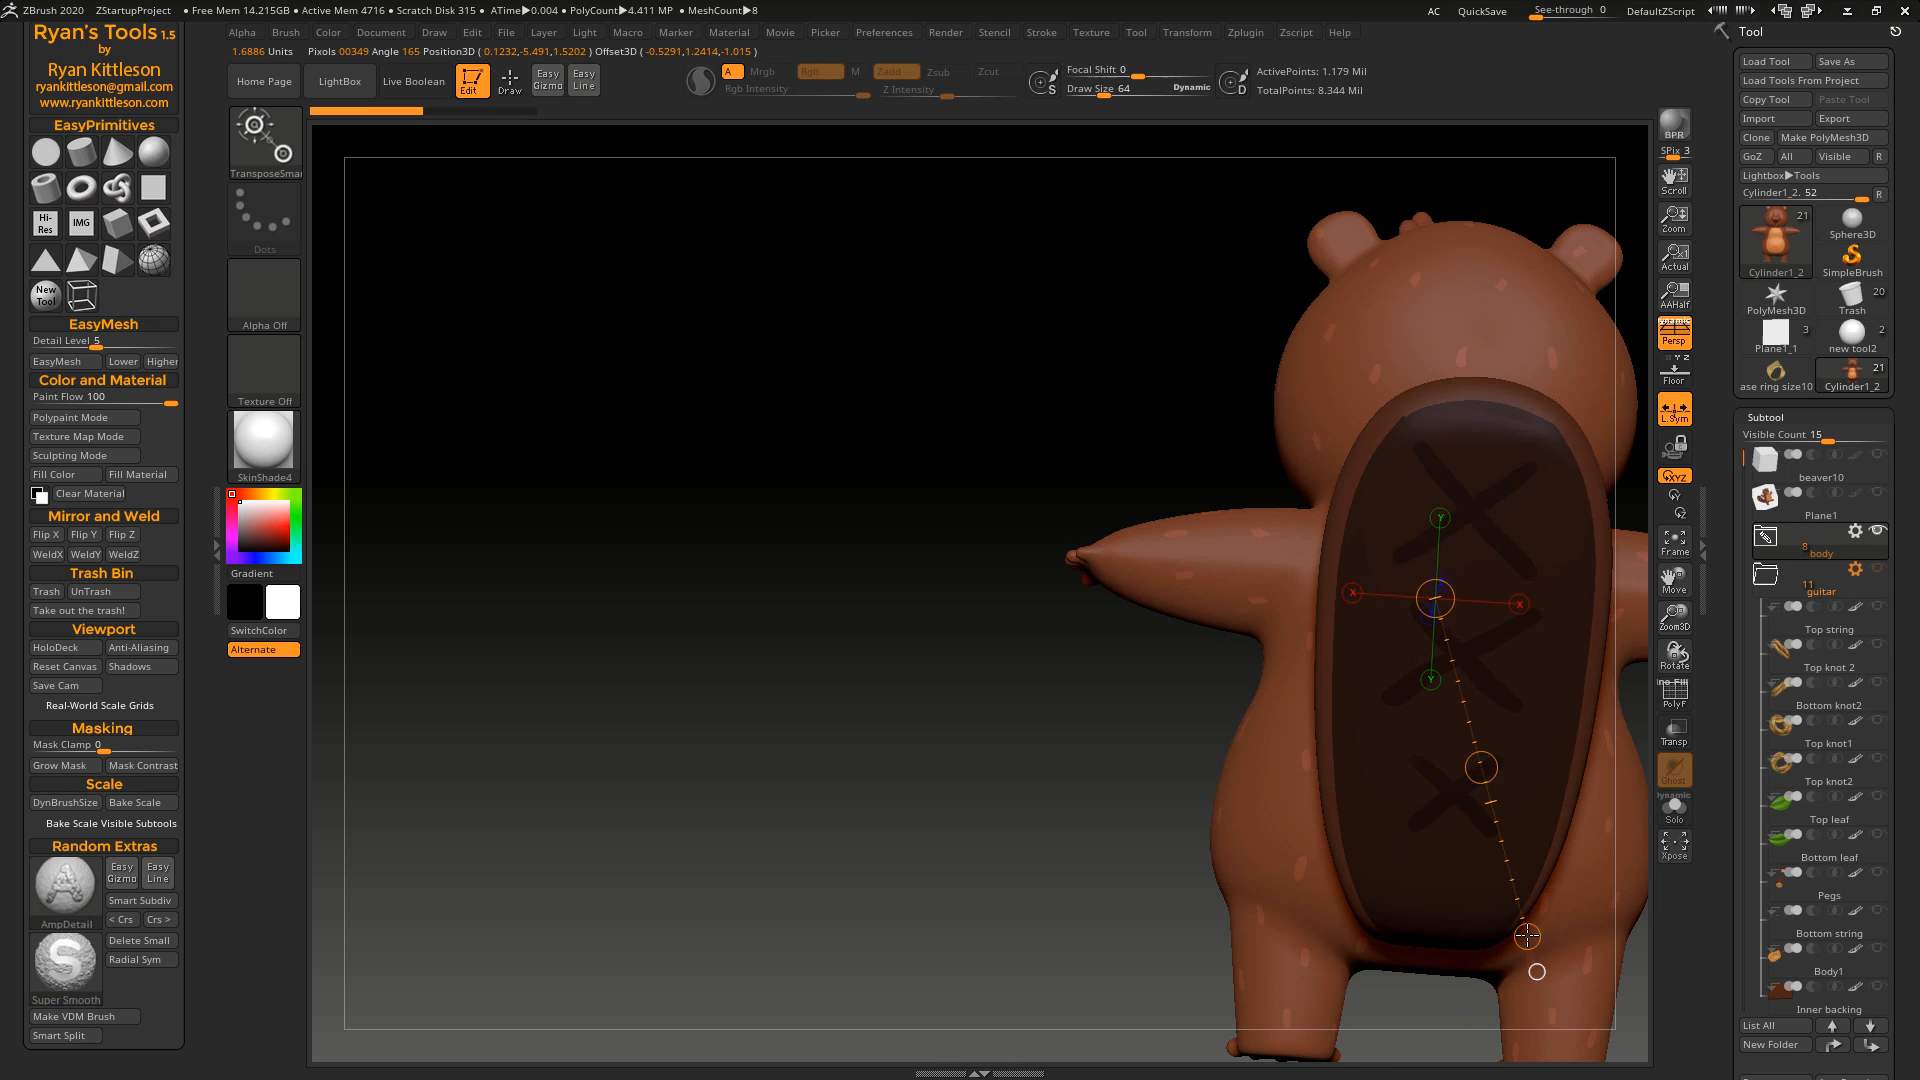 ZBrush 2020 ZStartupProject • Free Mem 14.215GB • Active Mem 4716 • Scratch Disk 315 • ATime▶0.004 • PolyCount▶4.411 MP • MeshCount▶8 AC QuickSave See-through 0 DefaultZScript
Ryan's Tools 1.5
by
Ryan Kittleson
ryankittleson@gmail.com
www.ryankittleson.com
EasyPrimitives
Hi-Res IMG
New Tool
EasyMesh
Detail Level 5
EasyMesh Lower Higher
Color and Material
Paint Flow 100
Polypaint Mode
Texture Map Mode
Sculpting Mode
Fill Color Fill Material
Clear Material
Mirror and Weld
Flip X Flip Y Flip Z
WeldX WeldY WeldZ
Trash Bin
Trash UnTrash
Take out the trash!
Viewport
HoloDeck Anti-Aliasing
Reset Canvas Shadows
Save Cam
Real-World Scale Grids
Masking
Mask Clamp 0
Grow Mask Mask Contrast
Scale
DynBrushSize Bake Scale
Bake Scale Visible Subtools
Random Extras
Easy Gizmo Easy Line
Smart Subdiv
AmpDetail < Crs Crs >
Delete Small
Radial Sym
Super Smooth
Make VDM Brush
Smart Split
Alpha Brush Color Document Draw Edit File Layer Light Macro Marker Material Movie Picker Preferences Render Stencil Stroke Texture Tool Transform Zplugin Zscript Help
1.6886 Units Pixols 00349 Angle 165 Position3D ( 0.1232,-5.491,1.5202 ) Offset3D ( -0.5291,1.2414,-1.015 )
Home Page LightBox Live Boolean Edit Draw Easy Gizmo Easy Line
A Mrgb Rgb M Zadd Zsub Zcut
Rgb Intensity Z Intensity
S Focal Shift 0
Draw Size 64 Dynamic D
ActivePoints: 1.179 Mil
TotalPoints: 8.344 Mil
TransposeSmar
Dots
Alpha Off
Texture Off
SkinShade4
Gradient
SwitchColor
Alternate
Y
X X
Y
BPR
SPix 3
Scroll
Zoom
Actual
AAHalf
Dynamic
Persp
X Y Z
Floor
L.Sym
XYZ
Y
Z
Frame
Move
Zoom3D
Rotate
PolyF
Transp
Ghost
Dynamic
Solo
Xpose
Tool
Load Tool Save As
Load Tools From Project
Copy Tool Paste Tool
Import Export
Clone Make PolyMesh3D
GoZ All Visible R
Lightbox▶Tools
Cylinder1_2. 52 R
21
Cylinder1_2 Sphere3D
SimpleBrush
20
PolyMesh3D Trash
3 2
Plane1_1 new tool2
21
ase ring size10 Cylinder1_2
Subtool
Visible Count 15
beaver10
Plane1
8
body
11
guitar
Top string
Top knot 2
Bottom knot2
Top knot1
Top knot2
Top leaf
Bottom leaf
Pegs
Bottom string
Body1
Inner backing
List All
New Folder